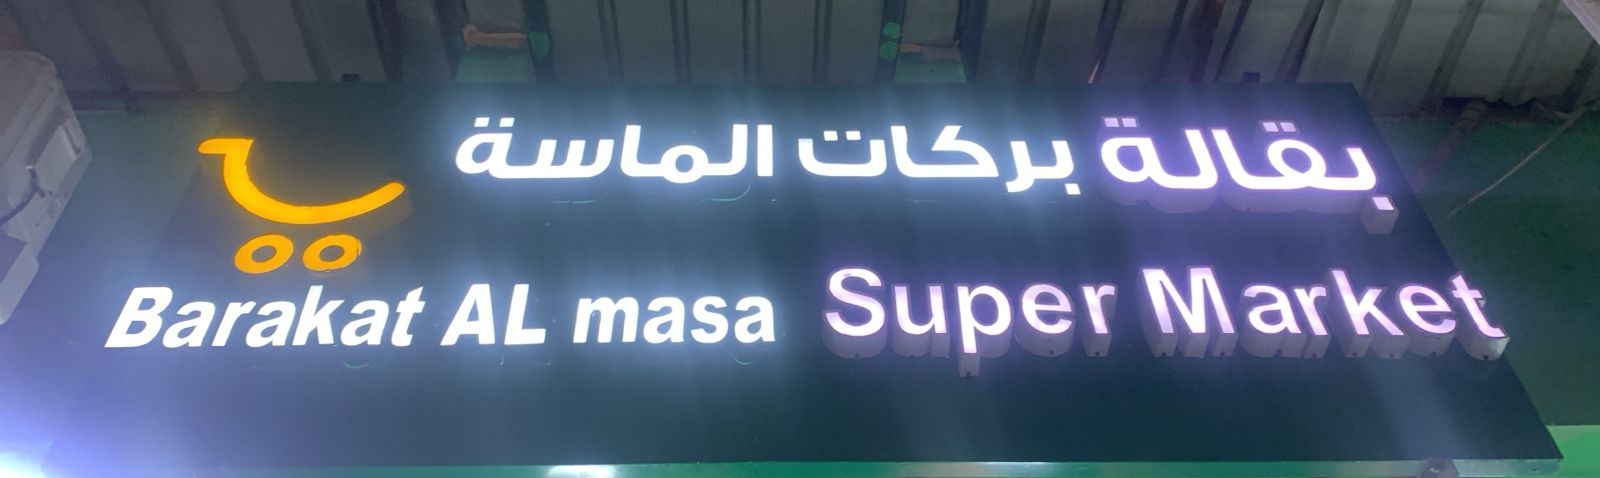 بقالة بركات الماسة
Barakat AL masa Super Market